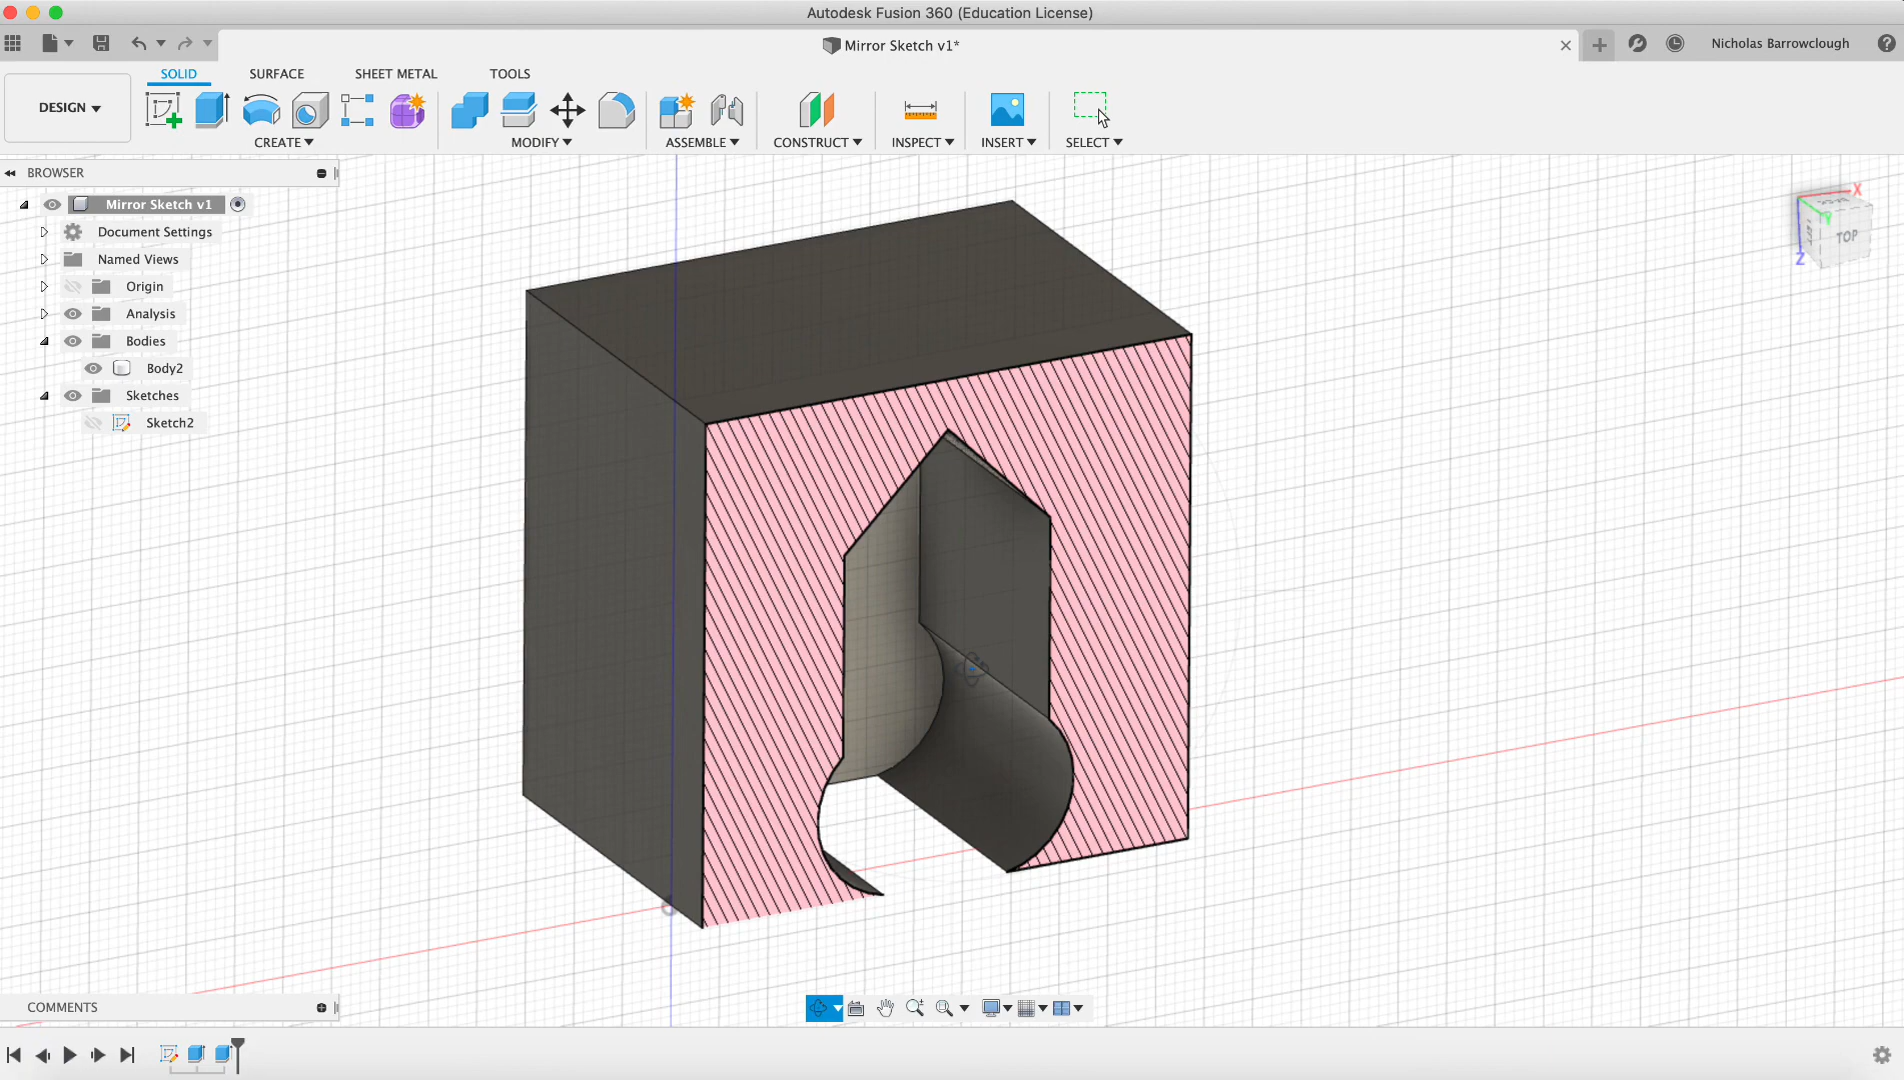 Autodesk Fusion 360 (Education License)
Mirror Sketch v1*
Nicholas Barrowclough
SOLID SURFACE SHEET METAL TOOLS
DESIGN
CREATE MODIFY ASSEMBLE CONSTRUCT INSPECT INSERT SELECT
BROWSER
Mirror Sketch v1
Document Settings
Named Views
Origin
Analysis
Bodies
Body2
Sketches
Sketch2
X
TOP
Z
COMMENTS